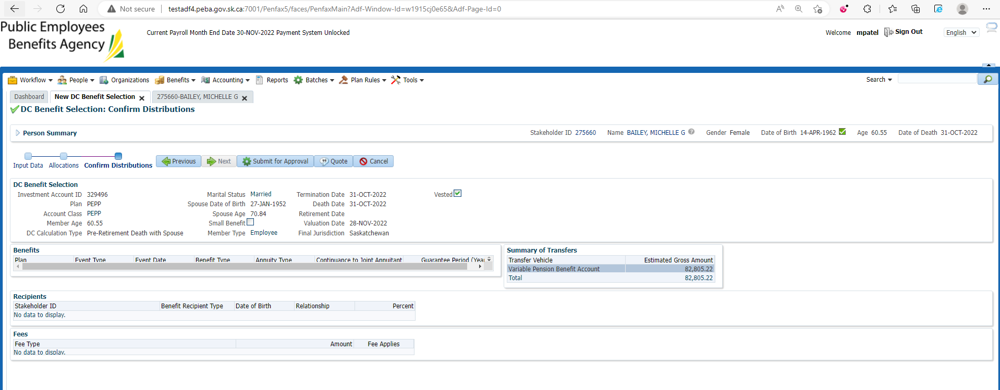 Not secure testadf4.peba.gov.sk.ca:7001/Penfax5/faces/PenfaxMain?Adf-Window-Id=w1915cj0e65&Adf-Page-Id=0
Public Employees
Benefits Agency
Current Payroll Month End Date 30-NOV-2022 Payment System Unlocked
Welcome mpatel Sign Out English
Workflow People Organizations Benefits Accounting Reports Batches Plan Rules Tools Search
Dashboard New DC Benefit Selection 275660-BAILEY, MICHELLE G
DC Benefit Selection: Confirm Distributions
Person Summary Stakeholder ID 275660 Name BAILEY, MICHELLE G Gender Female Date of Birth 14-APR-1962 Age 60.55 Date of Death 31-OCT-2022
Input Data Allocations Confirm Distributions Previous Next Submit for Approval Quote Cancel
DC Benefit Selection
Investment Account ID 329496 Marital Status Married Termination Date 31-OCT-2022 Vested
Plan PEPP Spouse Date of Birth 27-JAN-1952 Death Date 31-OCT-2022
Account Class PEPP Spouse Age 70.84 Retirement Date
Member Age 60.55 Small Benefit Valuation Date 28-NOV-2022
DC Calculation Type Pre-Retirement Death with Spouse Member Type Employee Final Jurisdiction Saskatchewan
Benefits
Plan Event Type Event Date Benefit Type Annuity Type Continuance to Joint Annuitant Guarantee Period (Year
Summary of Transfers
Transfer Vehicle Estimated Gross Amount
Variable Pension Benefit Account 82,805.22
Total 82,805.22
Recipients
Stakeholder ID Benefit Recipient Type Date of Birth Relationship Percent
No data to display.
Fees
Fee Type Amount Fee Applies
No data to display.